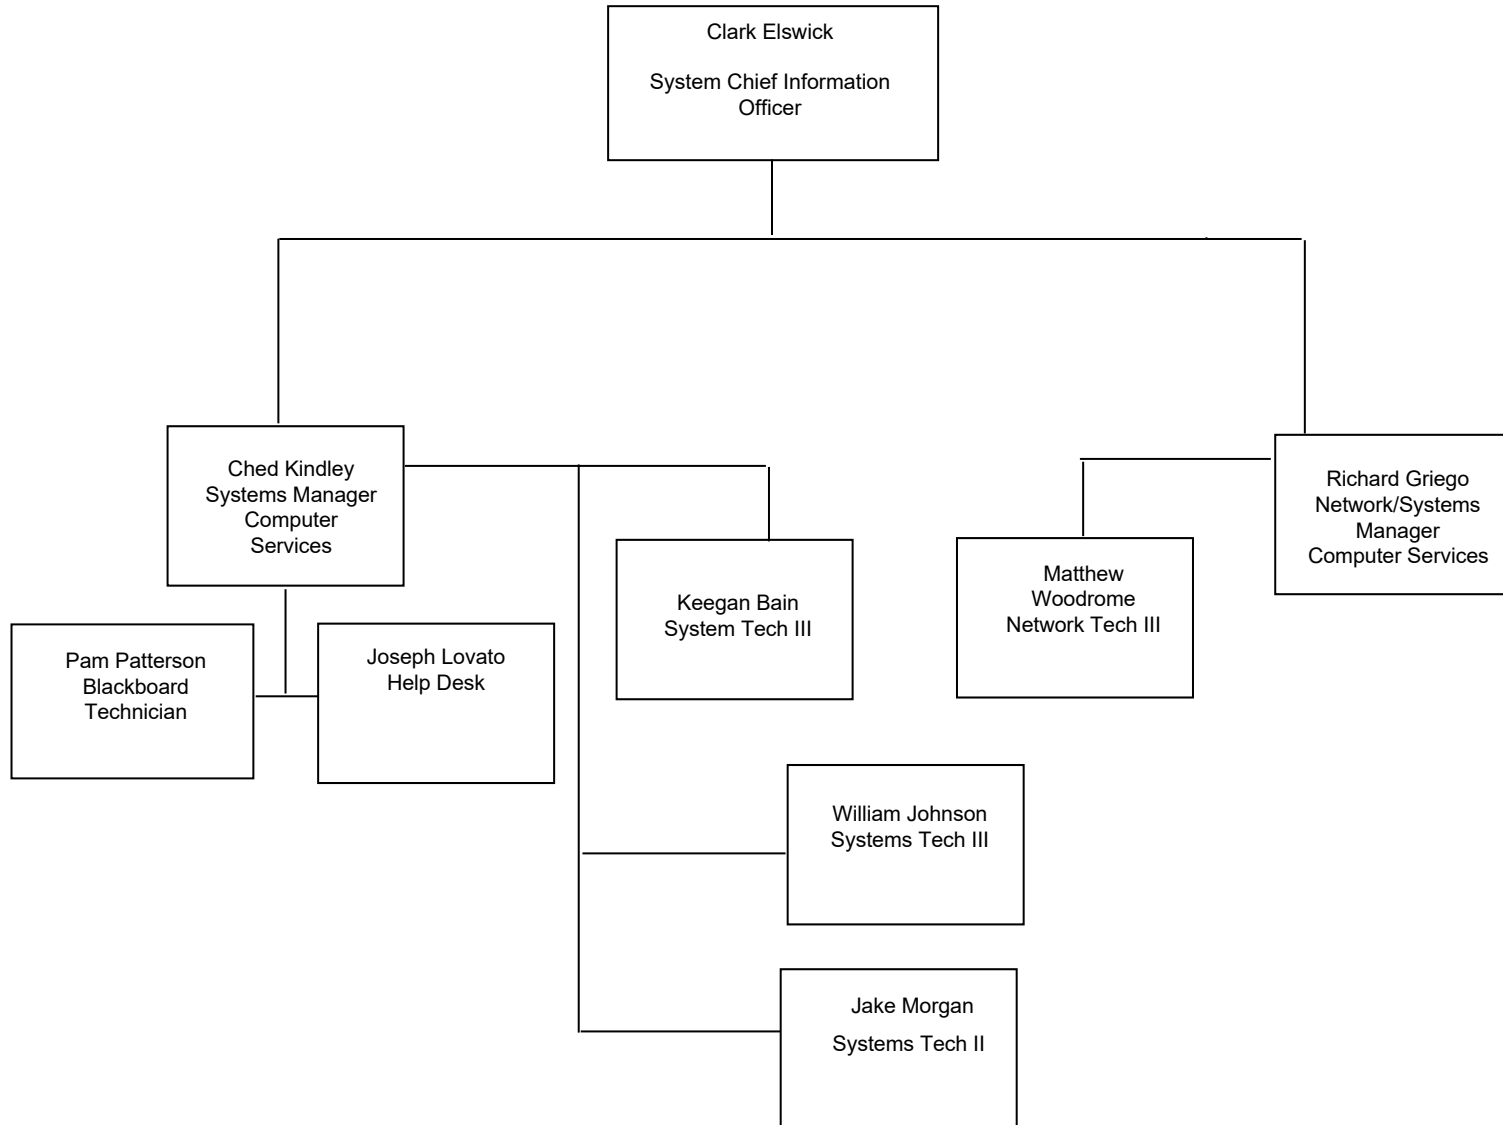 Clark Elswick
System Chief Information
Officer
Ched Kindley
Systems Manager
Computer
Services
Richard Griego
Network/Systems
Manager
Computer Services
Keegan Bain
System Tech III
Matthew
Woodrome
Network Tech III
Pam Patterson
Blackboard
Technician
Joseph Lovato
Help Desk
William Johnson
Systems Tech III
Jake Morgan
Systems Tech II